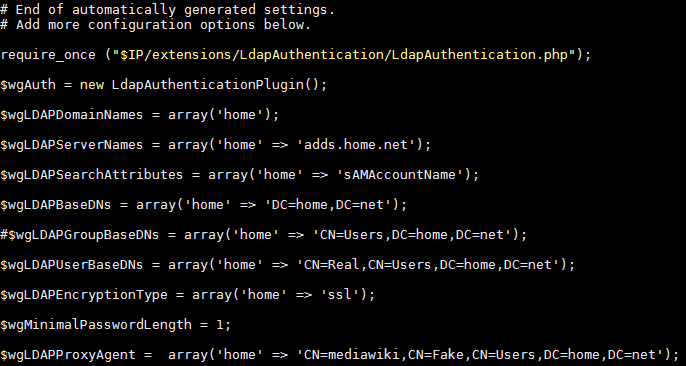 # End of automatically generated settings.
# Add more configuration options below.
require_once ("$IP/extensions/LdapAuthentication/LdapAuthentication.php");
$wgAuth = new LdapAuthenticationPlugin();
$wgLDAPDomainNames = array('home');
$wgLDAPServerNames = array('home' => 'adds.home.net');
$wgLDAPSearchAttributes = array('home' => 'sAMAccountName');
$wgLDAPBaseDNs = array('home' => 'DC=home,DC=net');
#$wgLDAPGroupBaseDNs = array('home' => 'CN=Users,DC=home,DC=net');
$wgLDAPUserBaseDNs = array('home' => 'CN=Real,CN=Users,DC=home,DC=net');
$wgLDAPEncryptionType = array('home' => 'ssl');
$wgMinimalPasswordLength = 1;
$wgLDAPProxyAgent =  array('home' => 'CN=mediawiki,CN=Fake,CN=Users,DC=home,DC=net');